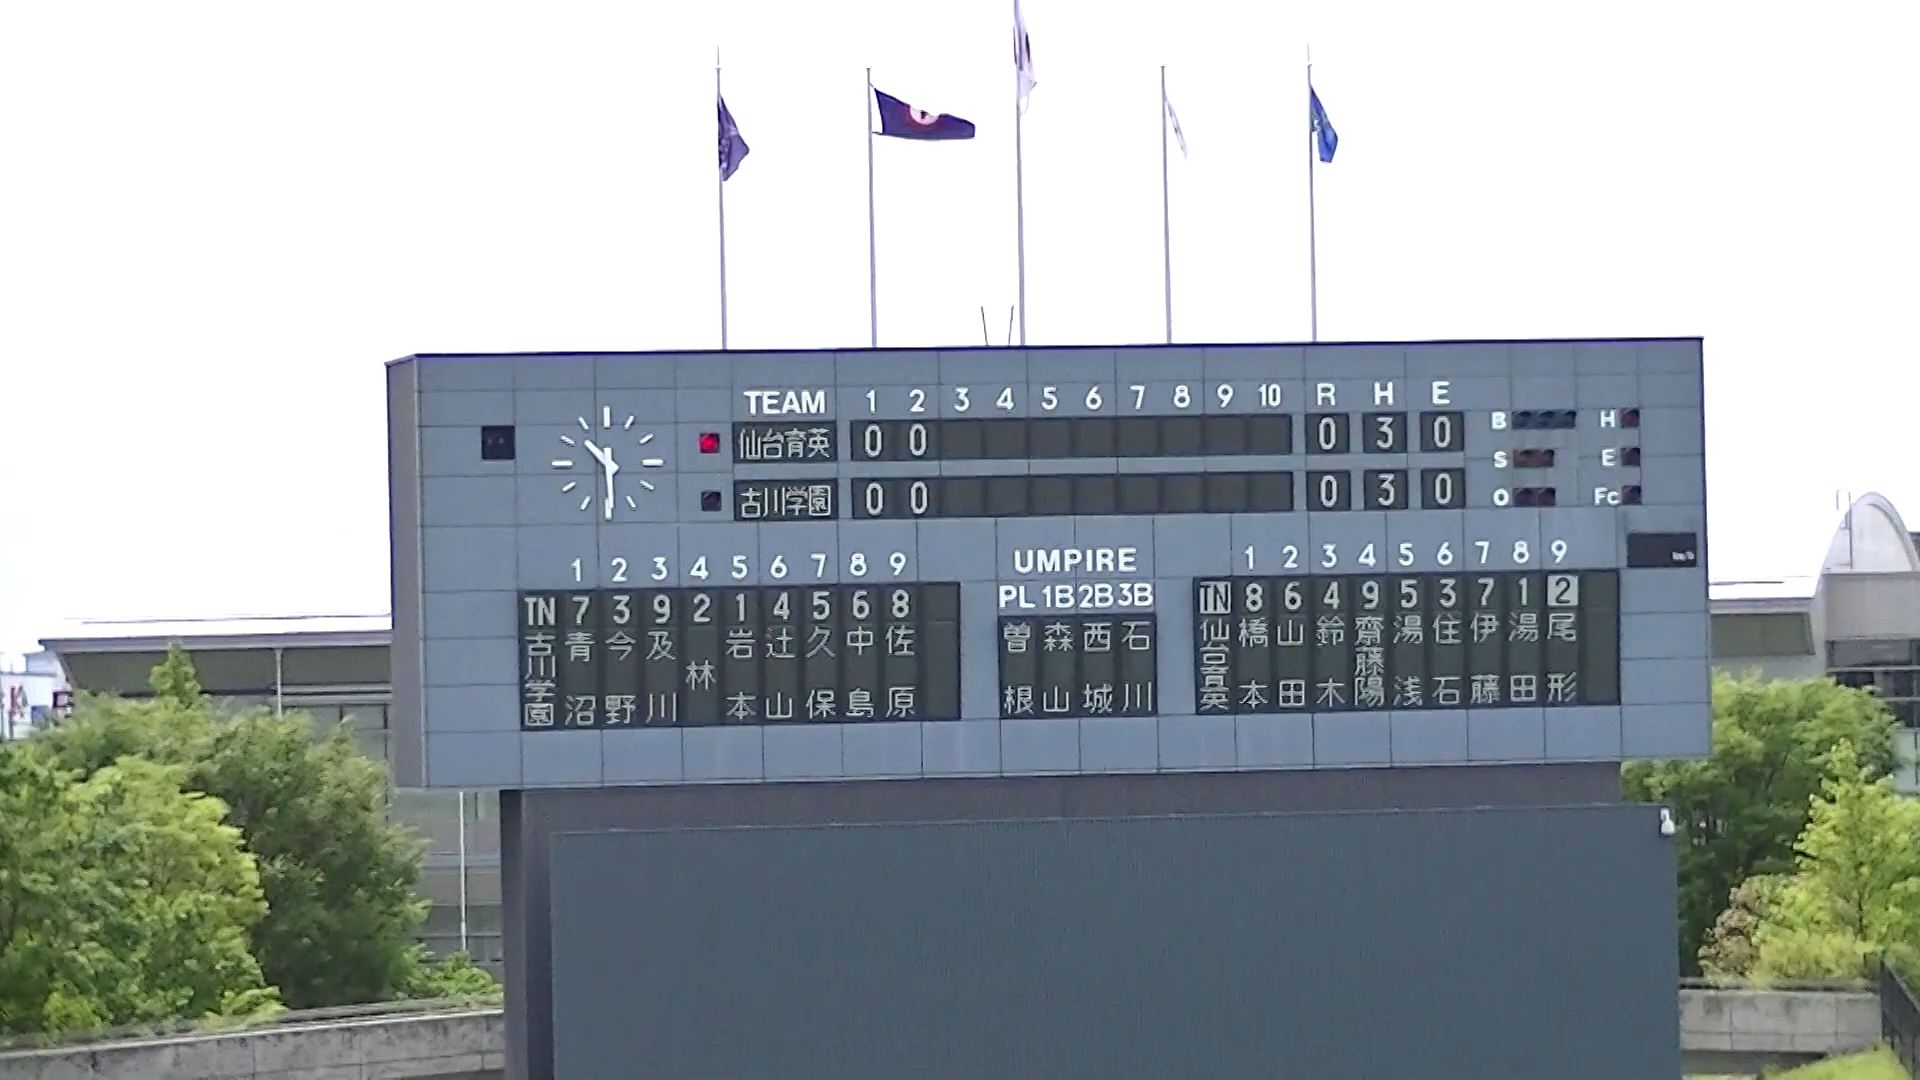 TEAM 1 2 3 4 5 6 7 8 9 10 R H E
仙台育英 0 0 0 3 0
古川学園 0 0 0 3 0
B H
S E
O Fc
1 2 3 4 5 6 7 8 9
TN 7 3 9 2 1 4 5 6 8
古川学園 青沼 今野 及川 林 岩本 辻山 久保 中島 佐原
UMPIRE
PL 1B 2B 3B
曽根 森山 西城 石川
1 2 3 4 5 6 7 8 9
TN 8 6 4 9 5 3 7 1 2
仙台育英 橋本 山田 鈴木 齋藤陽 湯浅 住石 伊藤 湯田 尾形